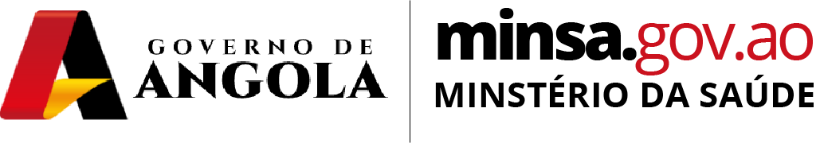 GOVERNO DE
ANGOLA
minsa.gov.ao
MINSTÉRIO DA SAÚDE